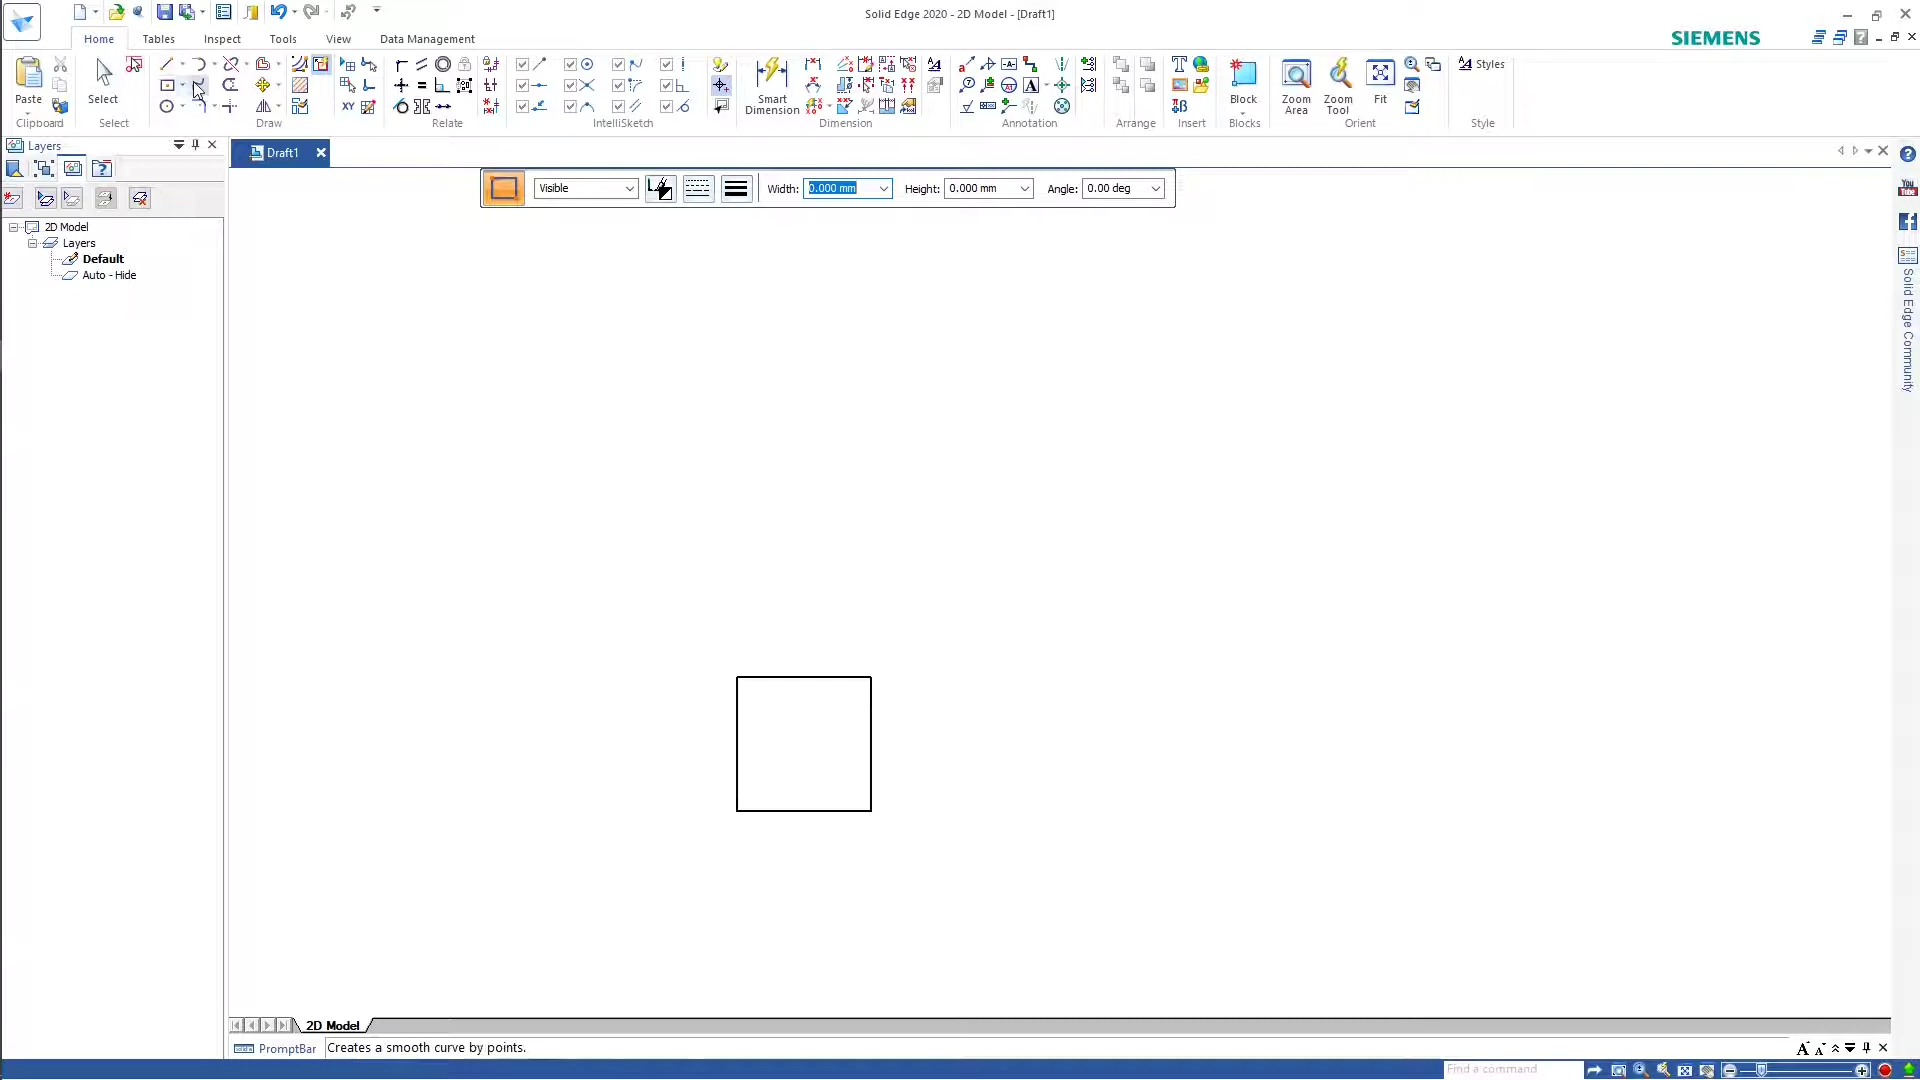 Solid Edge 2020 - 2D Model - [Draft1]
Home Tables Inspect Tools View Data Management
SIEMENS
Paste
Clipboard
Select
Select
Draw
XY
Relate
IntelliSketch
Smart Dimension
Dimension
Annotation
Arrange
Insert
Block
Blocks
Zoom Area
Zoom Tool
Fit
Orient
Styles
Style
Layers
Draft1
Visible
Width: 0.000 mm Height: 0.000 mm Angle: 0.00 deg
2D Model
Layers
Default
Auto - Hide
You Tube
Solid Edge Community
2D Model
PromptBar Creates a smooth curve by points.
Find a command